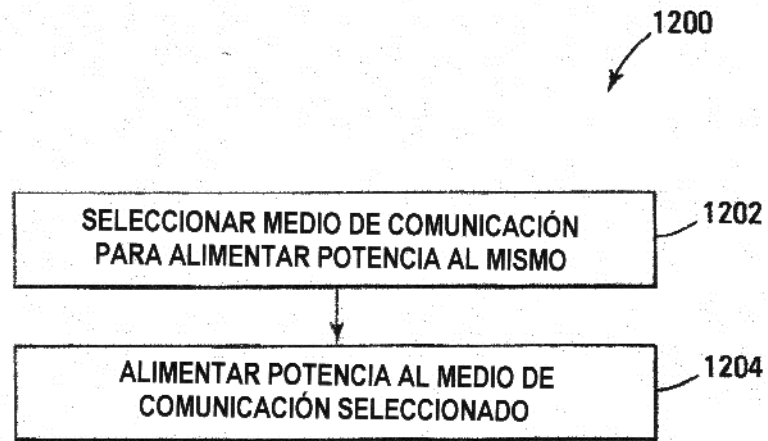 1200
SELECCIONAR MEDIO DE COMUNICACIÓN
PARA ALIMENTAR POTENCIA AL MISMO
1202
ALIMENTAR POTENCIA AL MEDIO DE
COMUNICACIÓN SELECCIONADO
1204